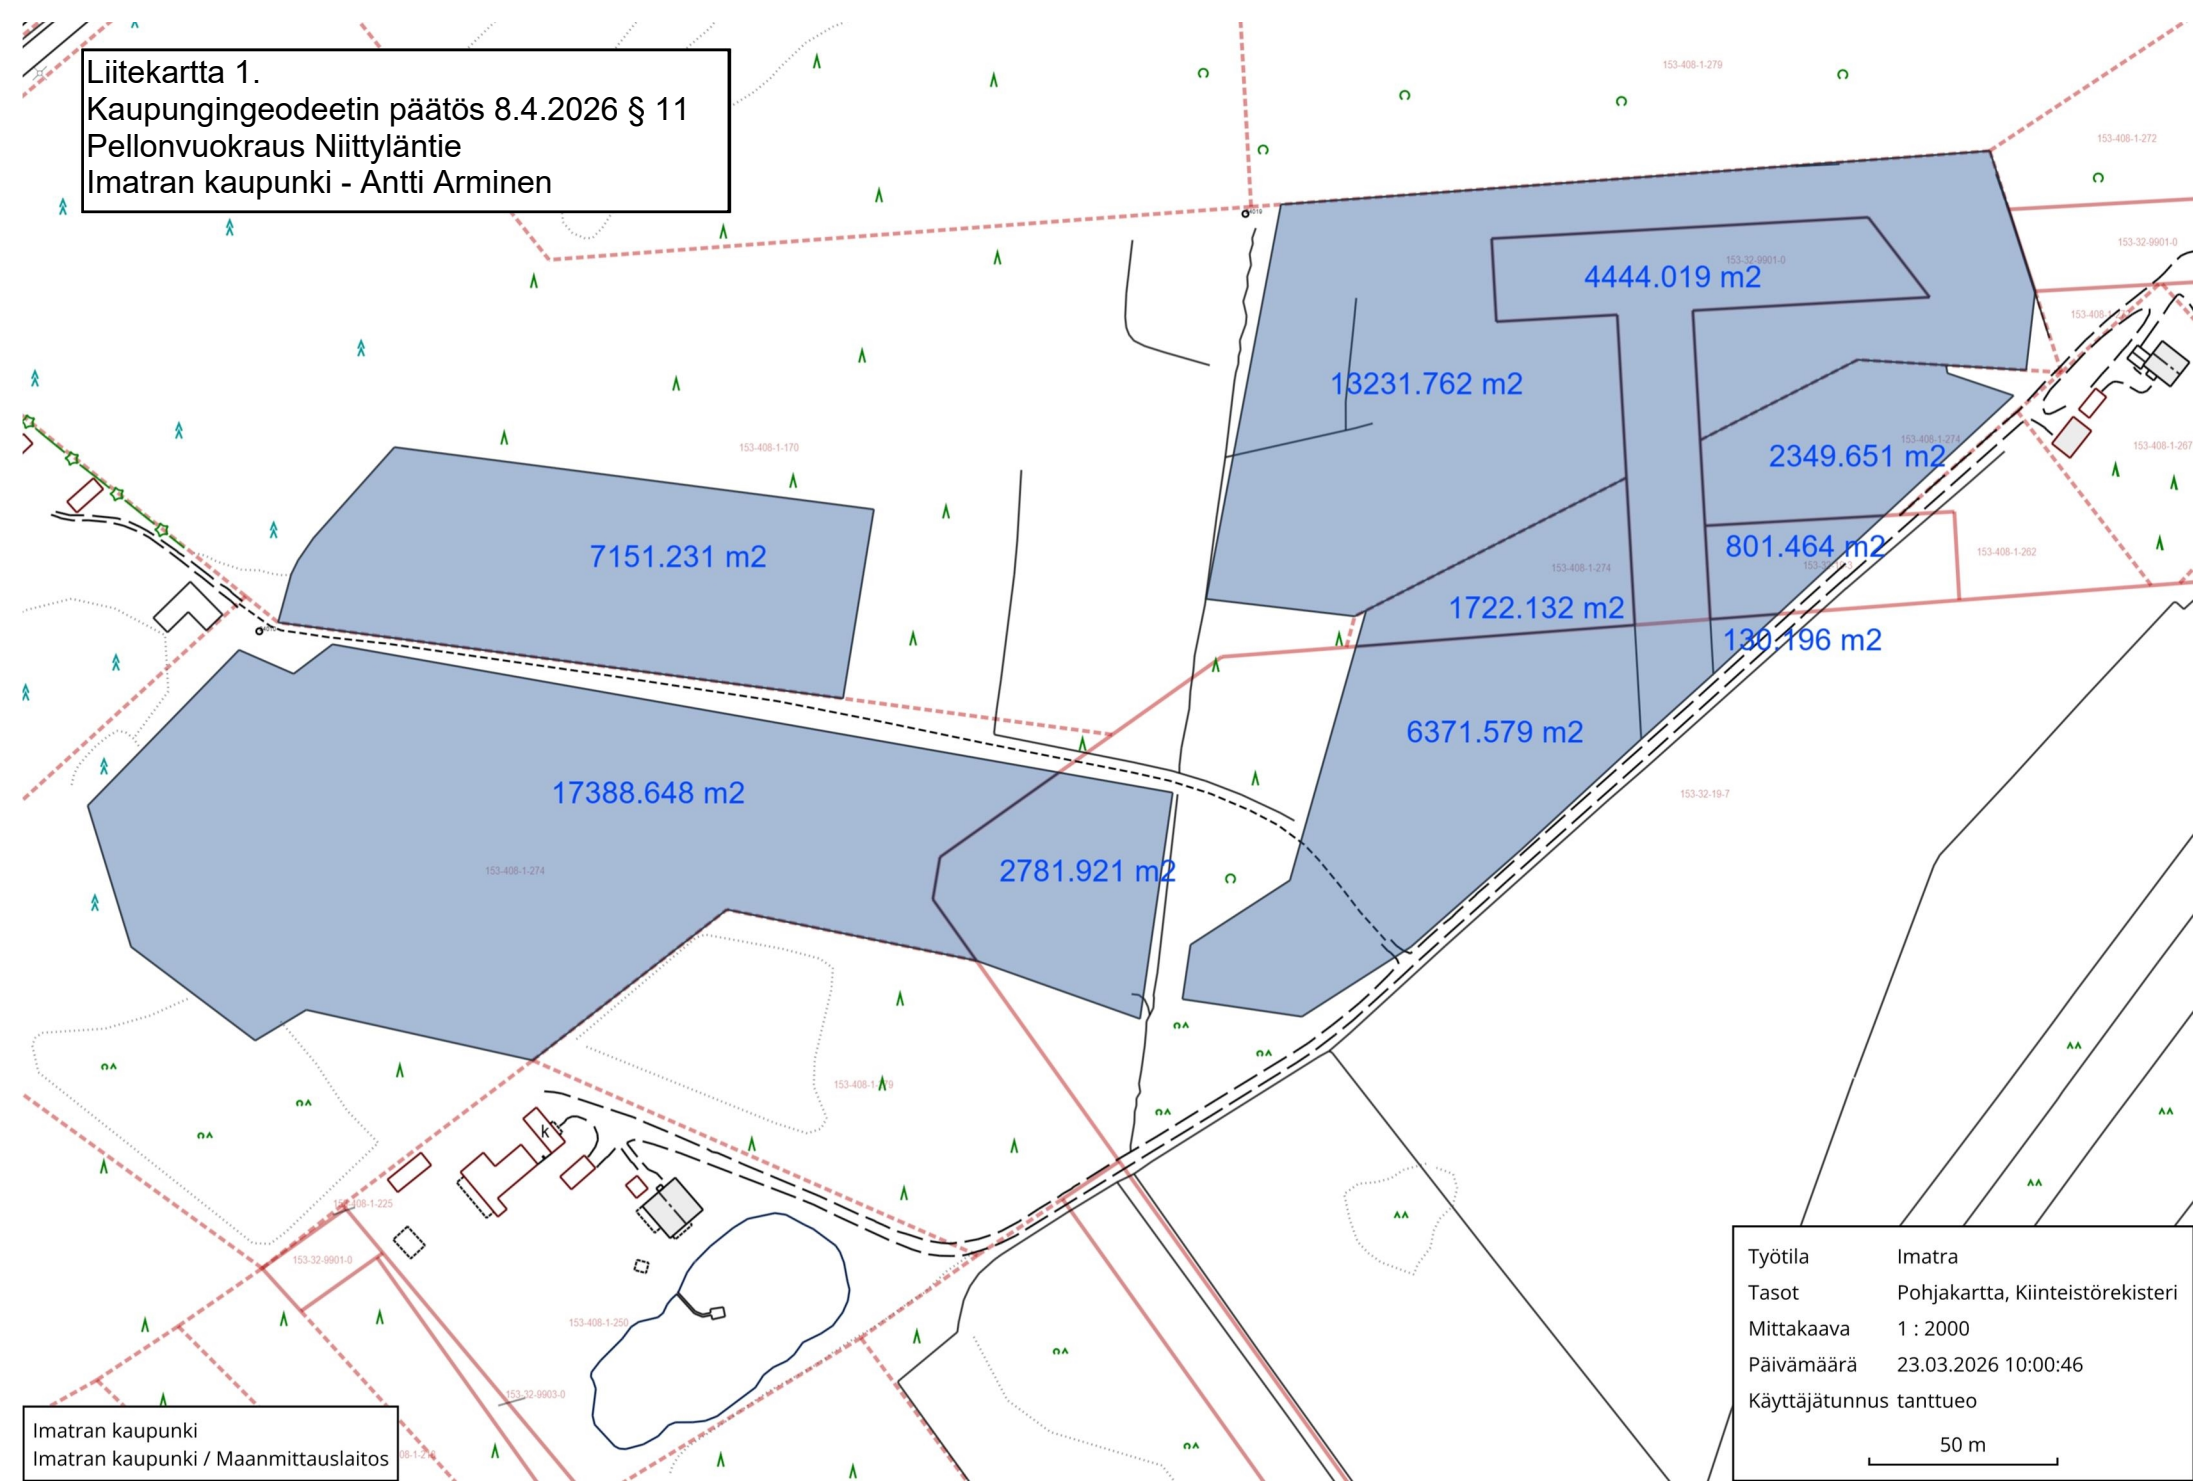 Liitekartta 1.
Kaupungingeodeetin päätös 8.4.2026 § 11
Pellonvuokraus Niittyläntie
Imatran kaupunki - Antti Arminen
153-408-1-279
153-408-1-272
153-32-9901-0
153-32-9901-0
4444.019 m2
13231.762 m2
153-408-1-274
2349.651 m2
153-408-1-267
153-408-1-170
7151.231 m2
801.464 m2
153-408-1-262
153-408-1-274
1722.132 m2
130.196 m2
6371.579 m2
17388.648 m2
153-32-19-7
153-408-1-274
2781.921 m2
k
153-408-1-225
153-32-9901-0
153-408-1-250
153-32-9903-0
Työtila Imatra
Tasot Pohjakartta, Kiinteistörekisteri
Mittakaava 1 : 2000
Päivämäärä 23.03.2026 10:00:46
Käyttäjätunnus tanttueo
50 m
Imatran kaupunki
Imatran kaupunki / Maanmittauslaitos